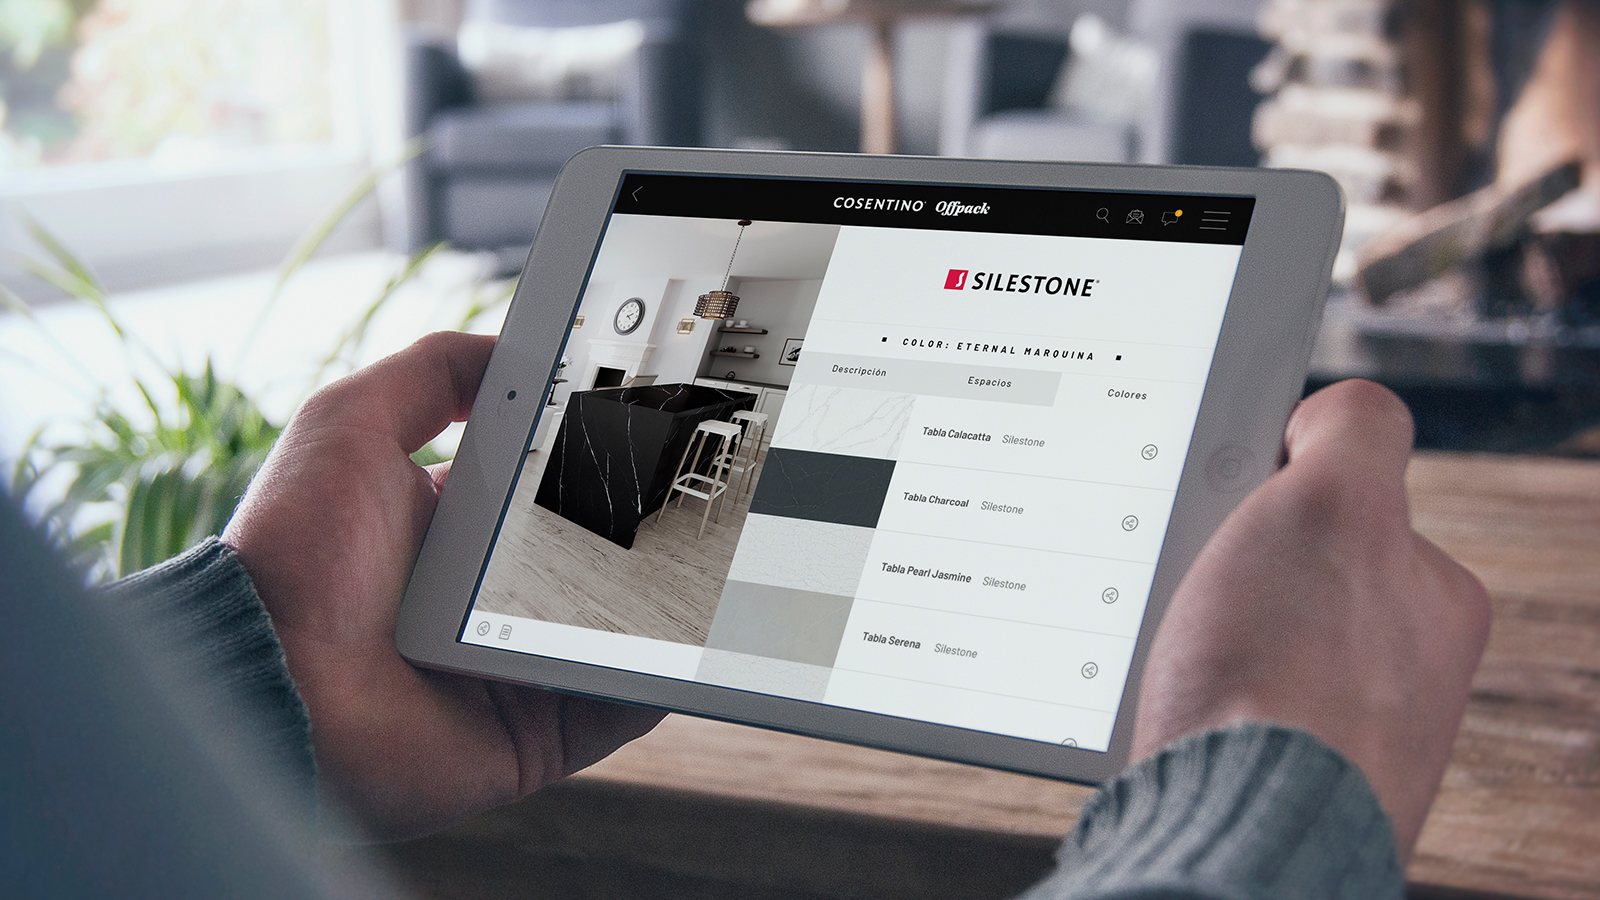 COSENTINO® Offpack
SILESTONE®
COLOR: ETERNAL MARQUINA
Descripción Espacios Colores
Tabla Calacatta Silestone
Tabla Charcoal Silestone
Tabla Pearl Jasmine Silestone
Tabla Serena Silestone